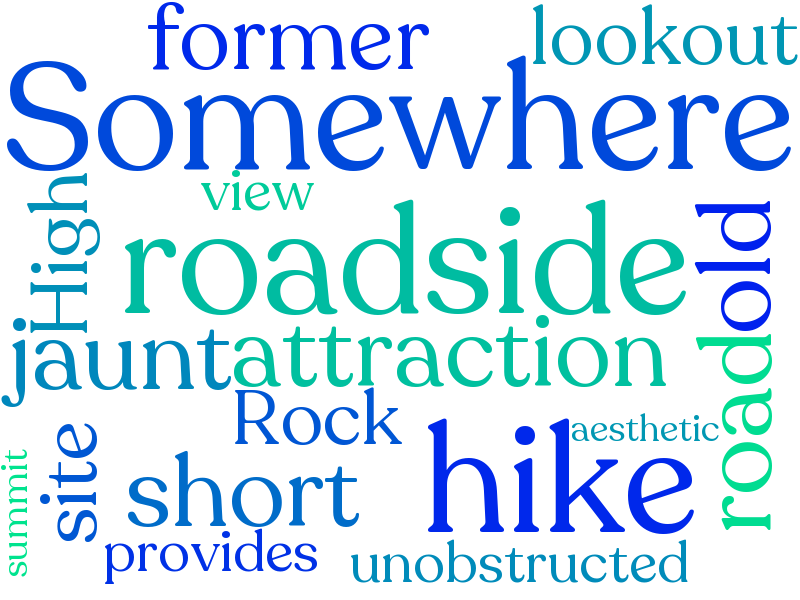 former
lookout
Somewhere
view
High
roadside
old
jaunt
attraction
road
Rock
aesthetic
hike
site
short
summit
provides
unobstructed